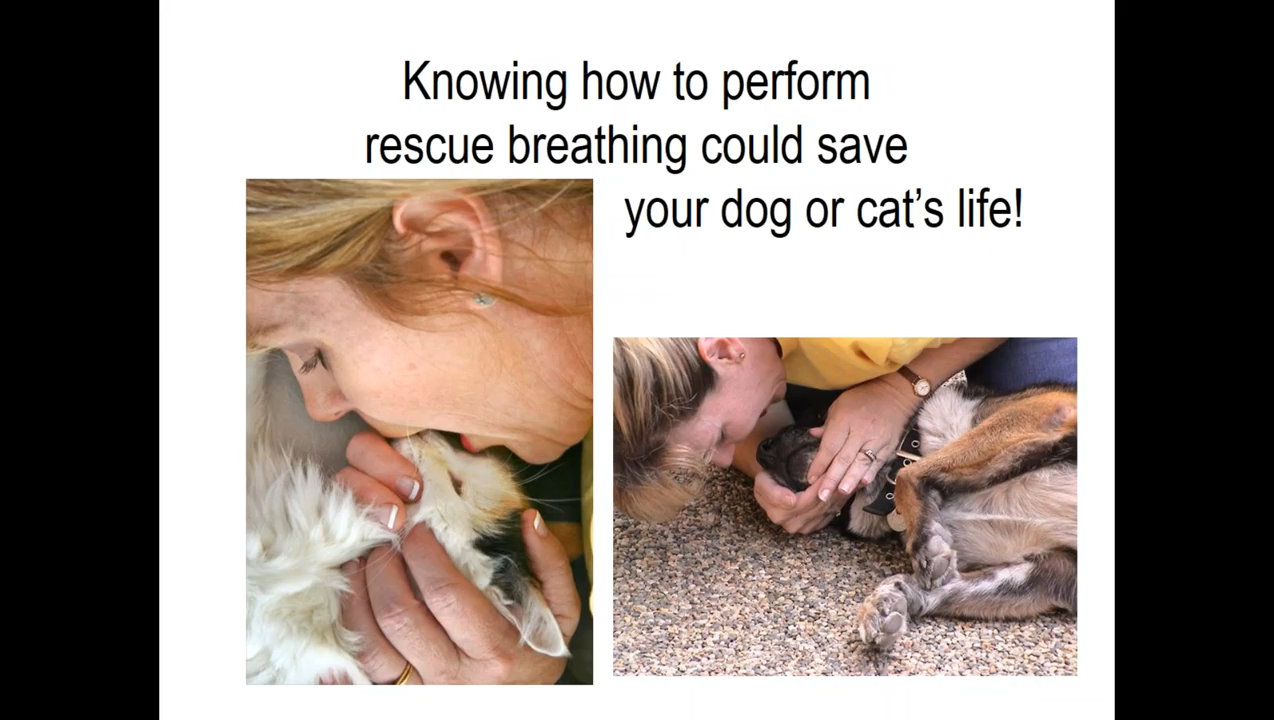 Knowing how to perform
rescue breathing could save
your dog or cat’s life!